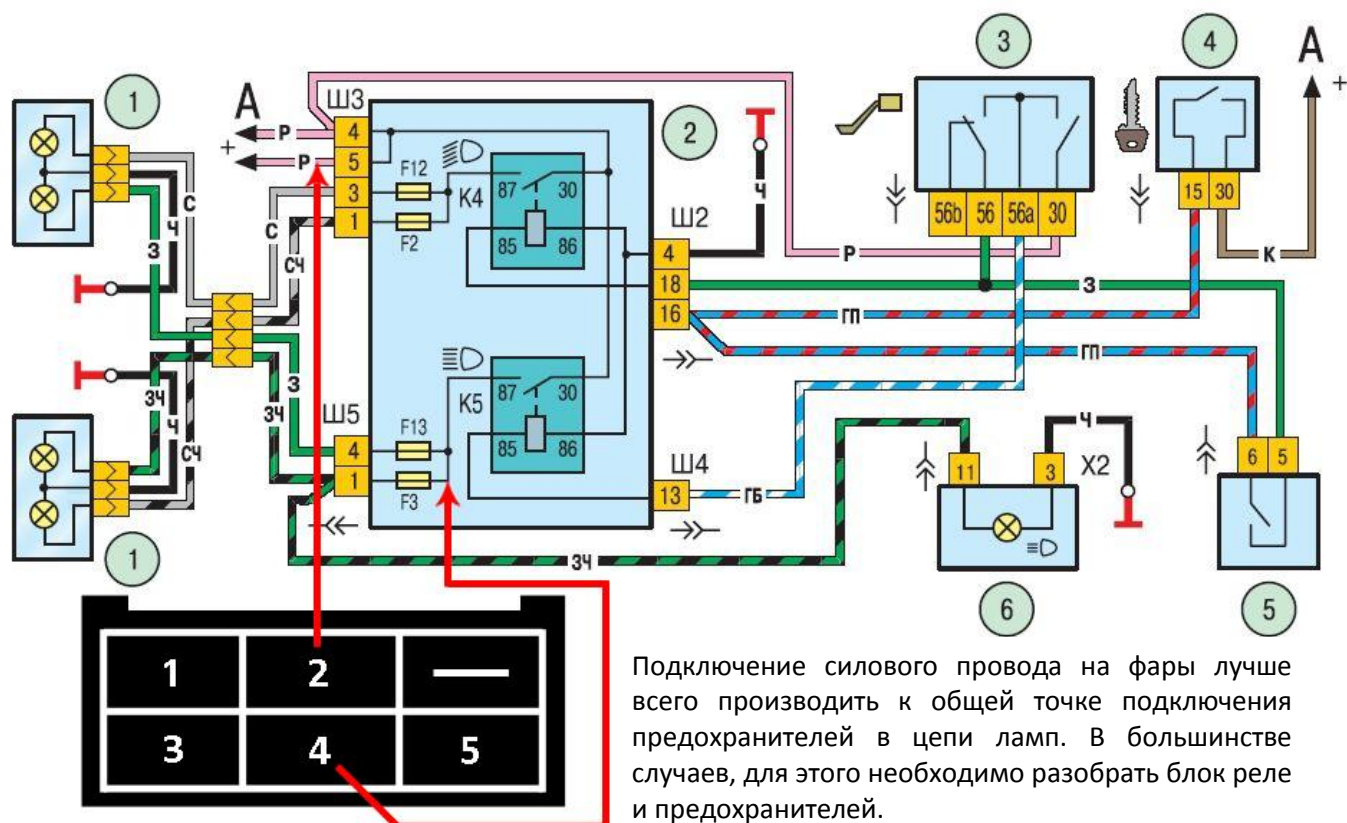 1
А
+
Ш3
2
3
4
А
+
Р
Р
4
5
3
1
F12
F2
К4
87
30
85
86
Ч
Ш2
4
18
16
56b
56
56a
30
15
30
Р
К
С
Ч
З
С
СЧ
З
ГП
ГП
З
ЗЧ
ЗЧ
Ч
СЧ
Ш5
4
1
F13
F3
К5
87
30
85
86
Ш4
13
ГБ
11
3
Х2
Ч
6
5
1
ЗЧ
6
5
1
2
3
4
5
Подключение силового провода на фары лучше
всего производить к общей точке подключения
предохранителей в цепи ламп. В большинстве
случаев, для этого необходимо разобрать блок реле
и предохранителей.